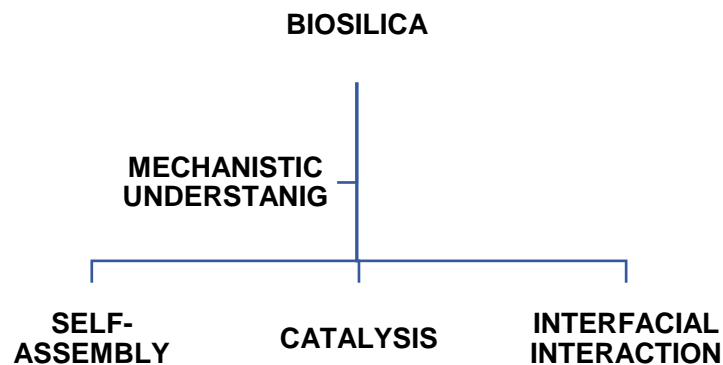 BIOSILICA
MECHANISTIC
UNDERSTANIG
SELF-
ASSEMBLY
CATALYSIS
INTERFACIAL
INTERACTION